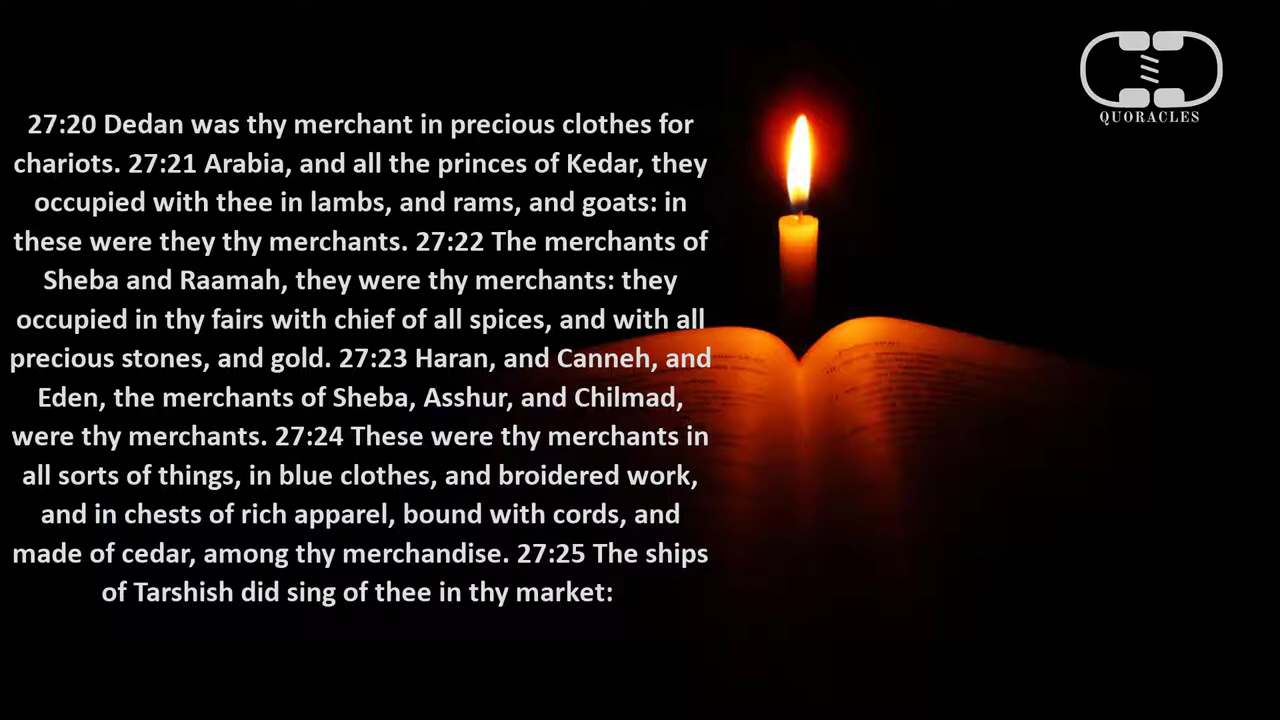 27:20 Dedan was thy merchant in precious clothes for
chariots. 27:21 Arabia, and all the princes of Kedar, they
occupied with thee in lambs, and rams, and goats: in
these were they thy merchants. 27:22 The merchants of
Sheba and Raamah, they were thy merchants: they
occupied in thy fairs with chief of all spices, and with all
precious stones, and gold. 27:23 Haran, and Canneh, and
Eden, the merchants of Sheba, Asshur, and Chilmad,
were thy merchants. 27:24 These were thy merchants in
all sorts of things, in blue clothes, and broidered work,
and in chests of rich apparel, bound with cords, and
made of cedar, among thy merchandise. 27:25 The ships
of Tarshish did sing of thee in thy market:
QUORACLES